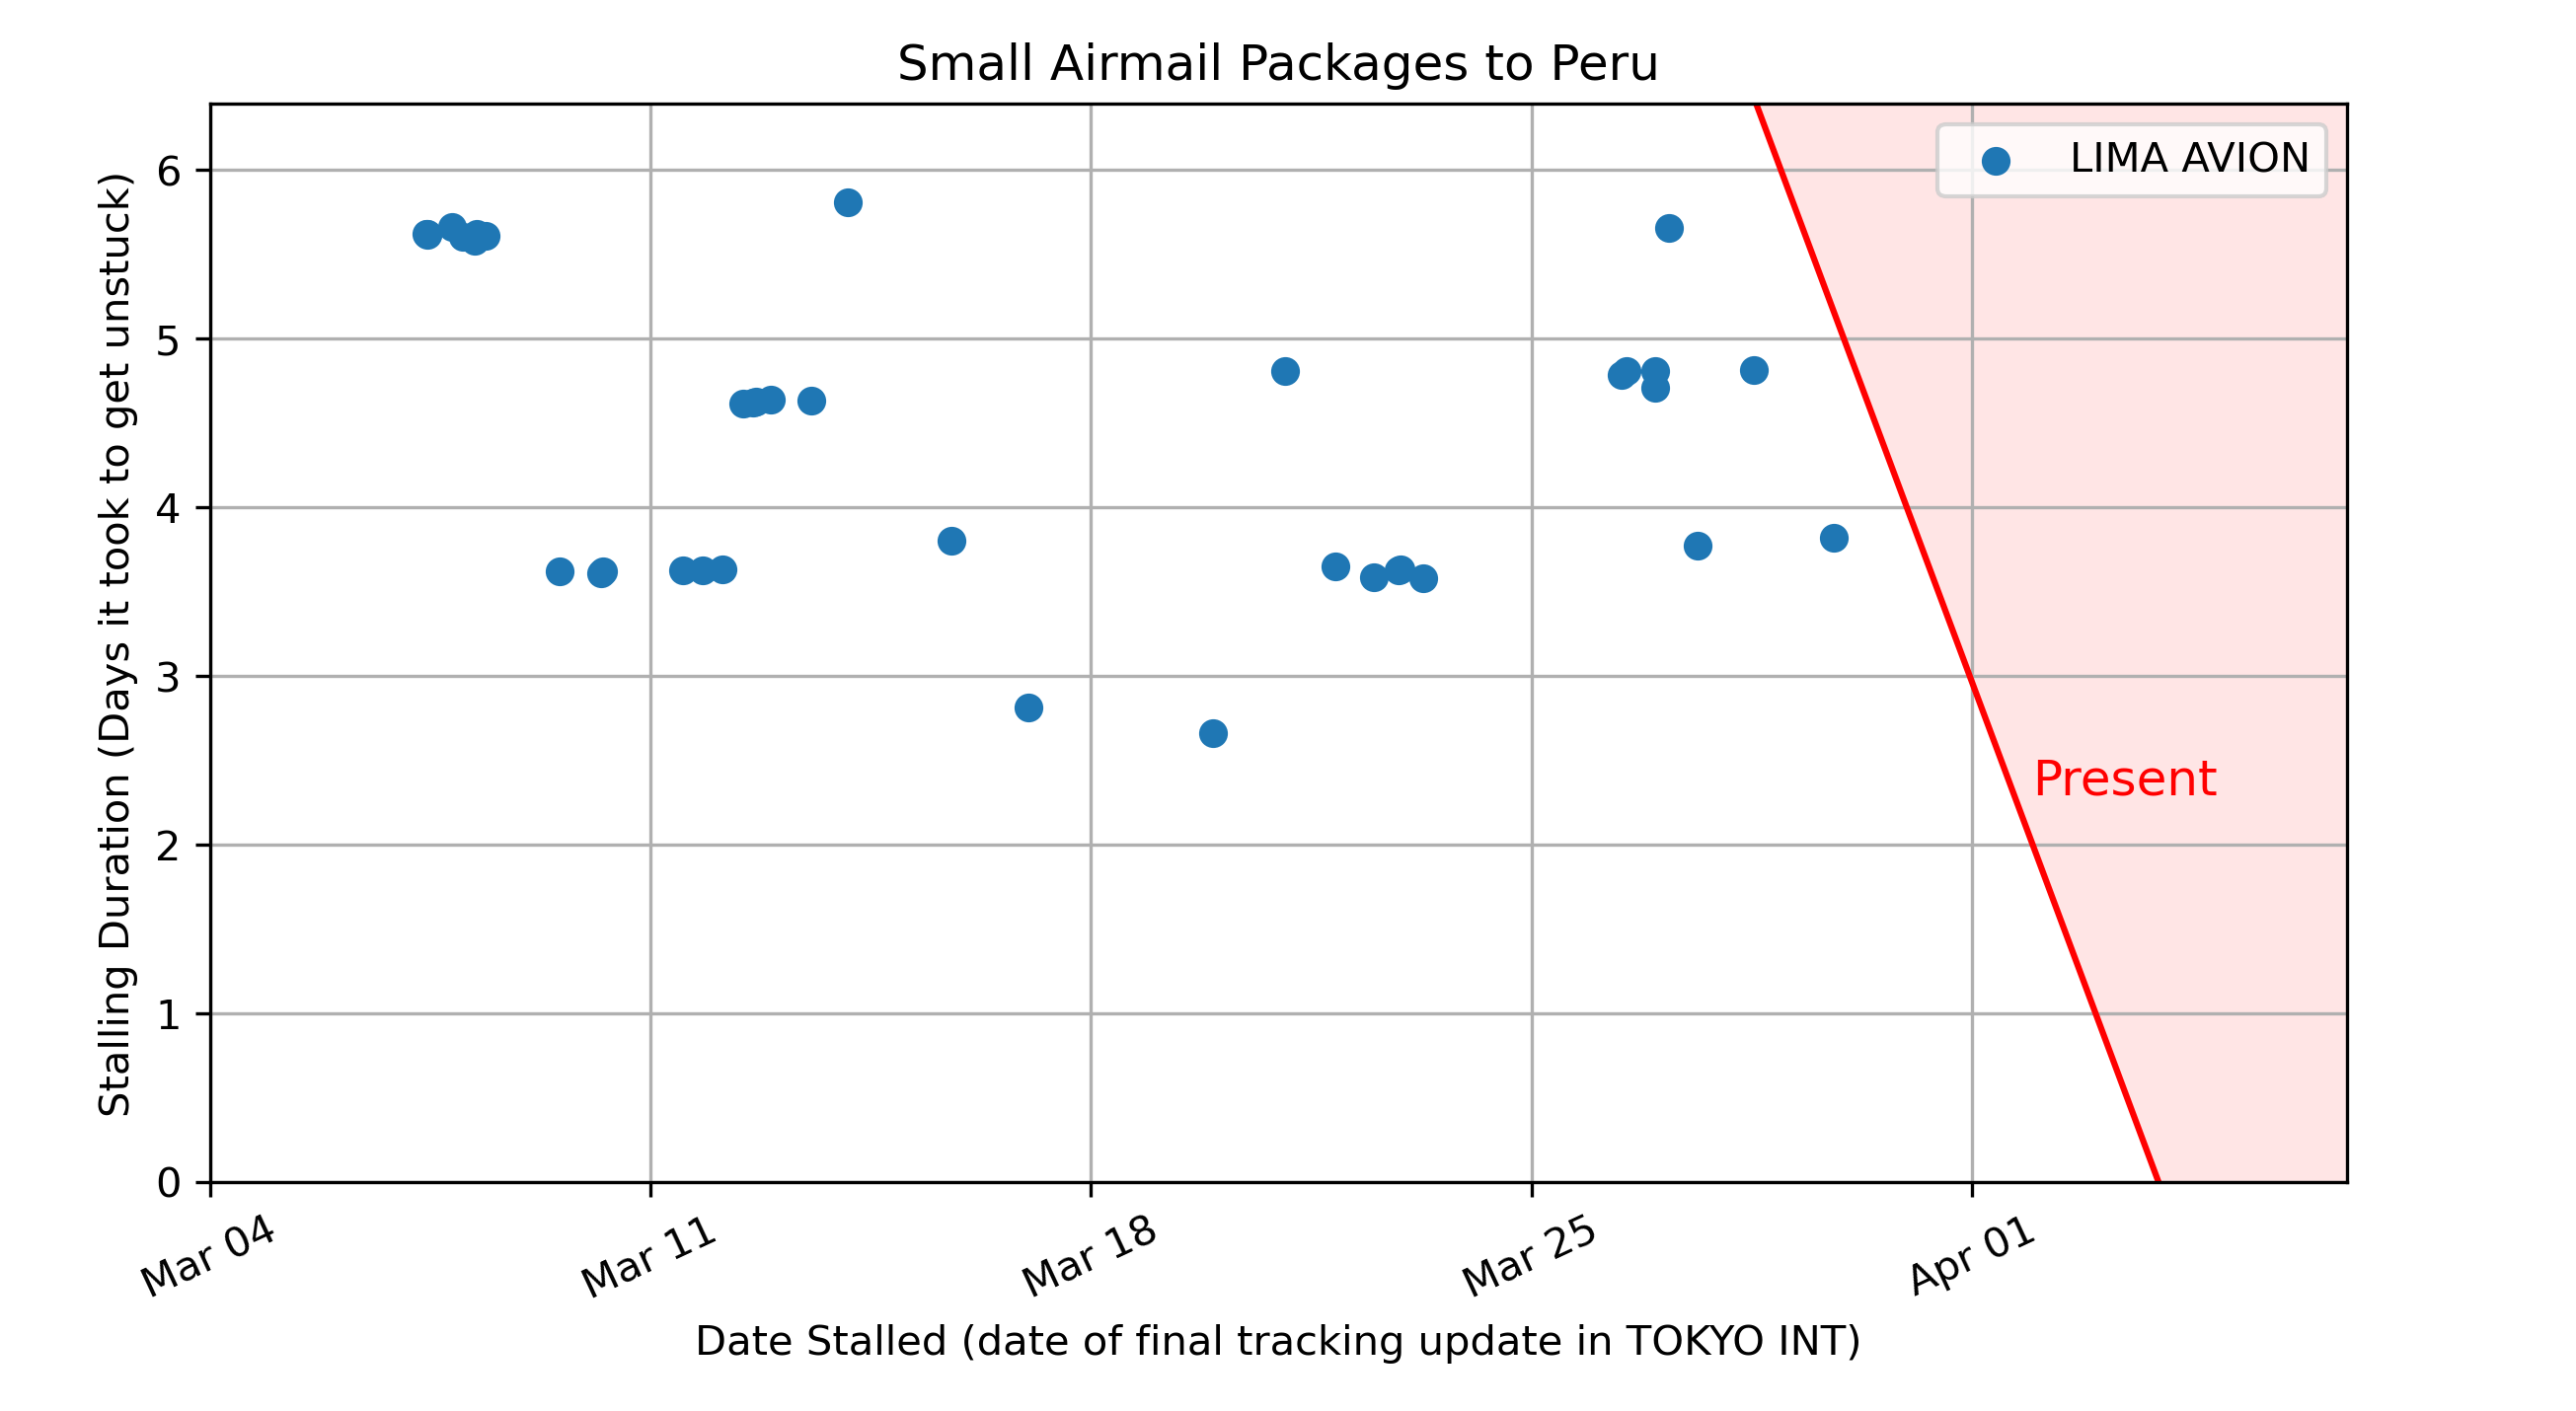 Small Airmail Packages to Peru
LIMA AVION
Stalling Duration (Days it took to get unstuck)
6
5
4
3
2
1
0
Present
Mar 04
Mar 11
Mar 18
Mar 25
Apr 01
Date Stalled (date of final tracking update in TOKYO INT)